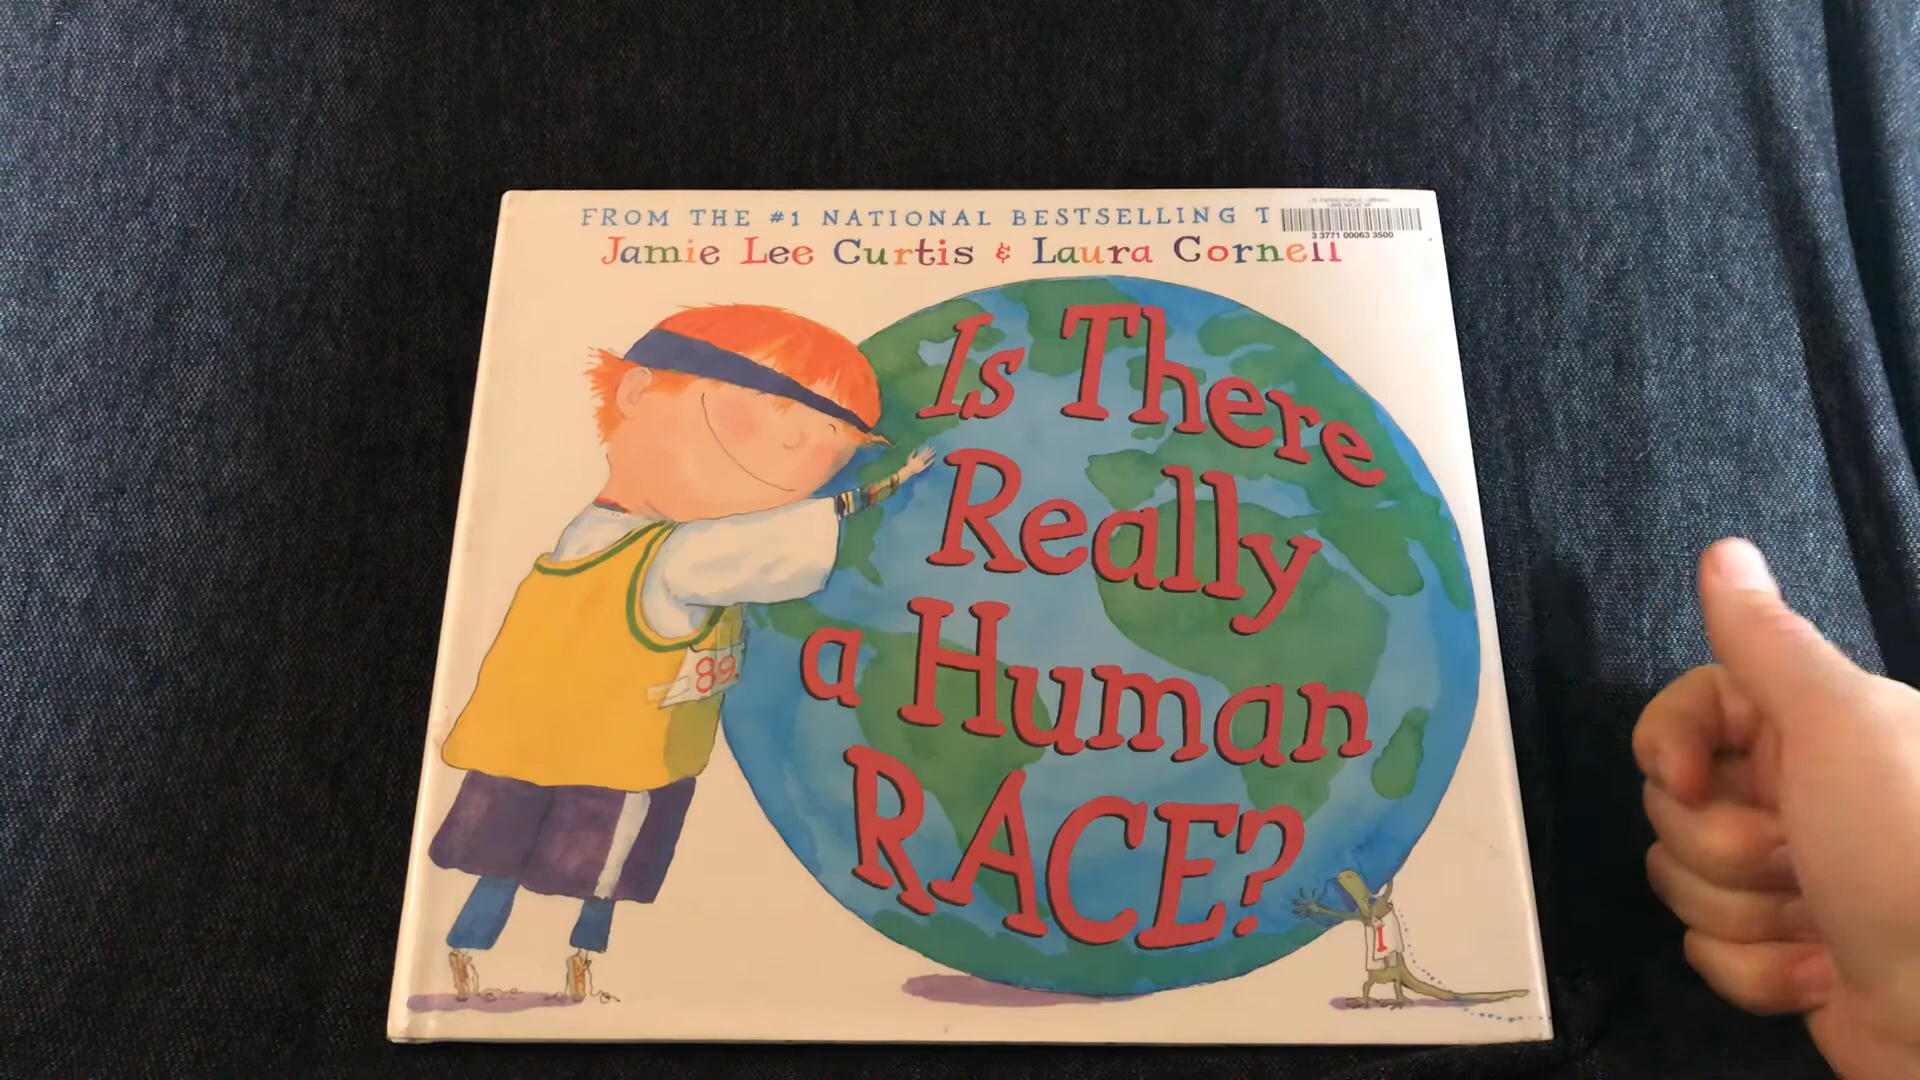 FROM THE #1 NATIONAL BESTSELLING T
3 3771 00063 3500
Jamie Lee Curtis & Laura Cornell
Is There
Really
a Human
RACE?
89
I